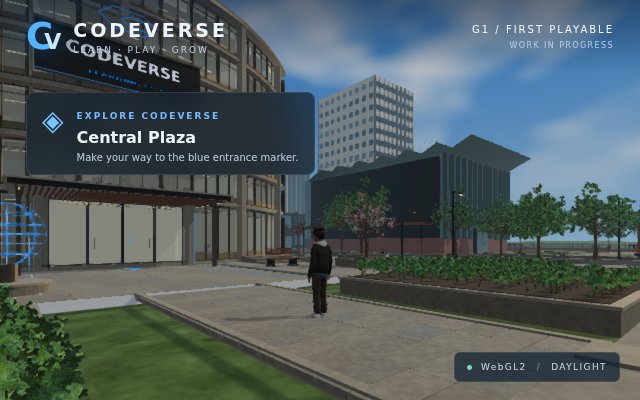 CV CODEVERSE
LEARN · PLAY · GROW
CODEVERSE
G1 / FIRST PLAYABLE
WORK IN PROGRESS
EXPLORE CODEVERSE
Central Plaza
Make your way to the blue entrance marker.
WebGL2 / DAYLIGHT